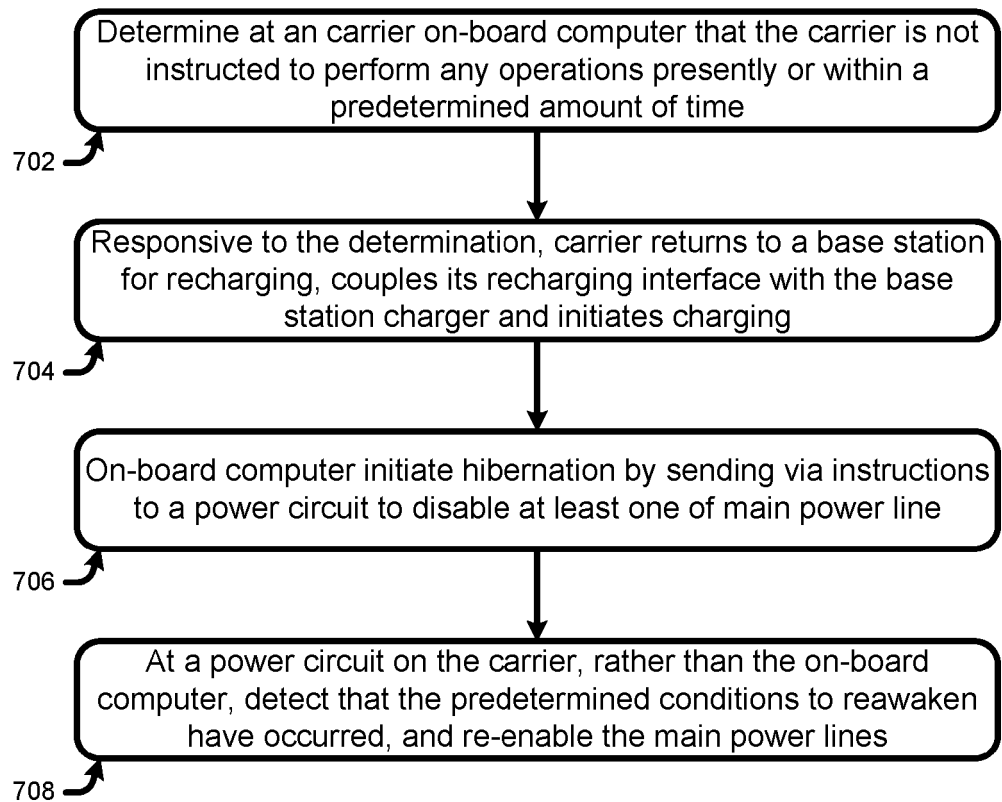 Determine at an carrier on-board computer that the carrier is not
instructed to perform any operations presently or within a
predetermined amount of time
702
Responsive to the determination, carrier returns to a base station
for recharging, couples its recharging interface with the base
station charger and initiates charging
704
On-board computer initiate hibernation by sending via instructions
to a power circuit to disable at least one of main power line
706
At a power circuit on the carrier, rather than the on-board
computer, detect that the predetermined conditions to reawaken
have occurred, and re-enable the main power lines
708